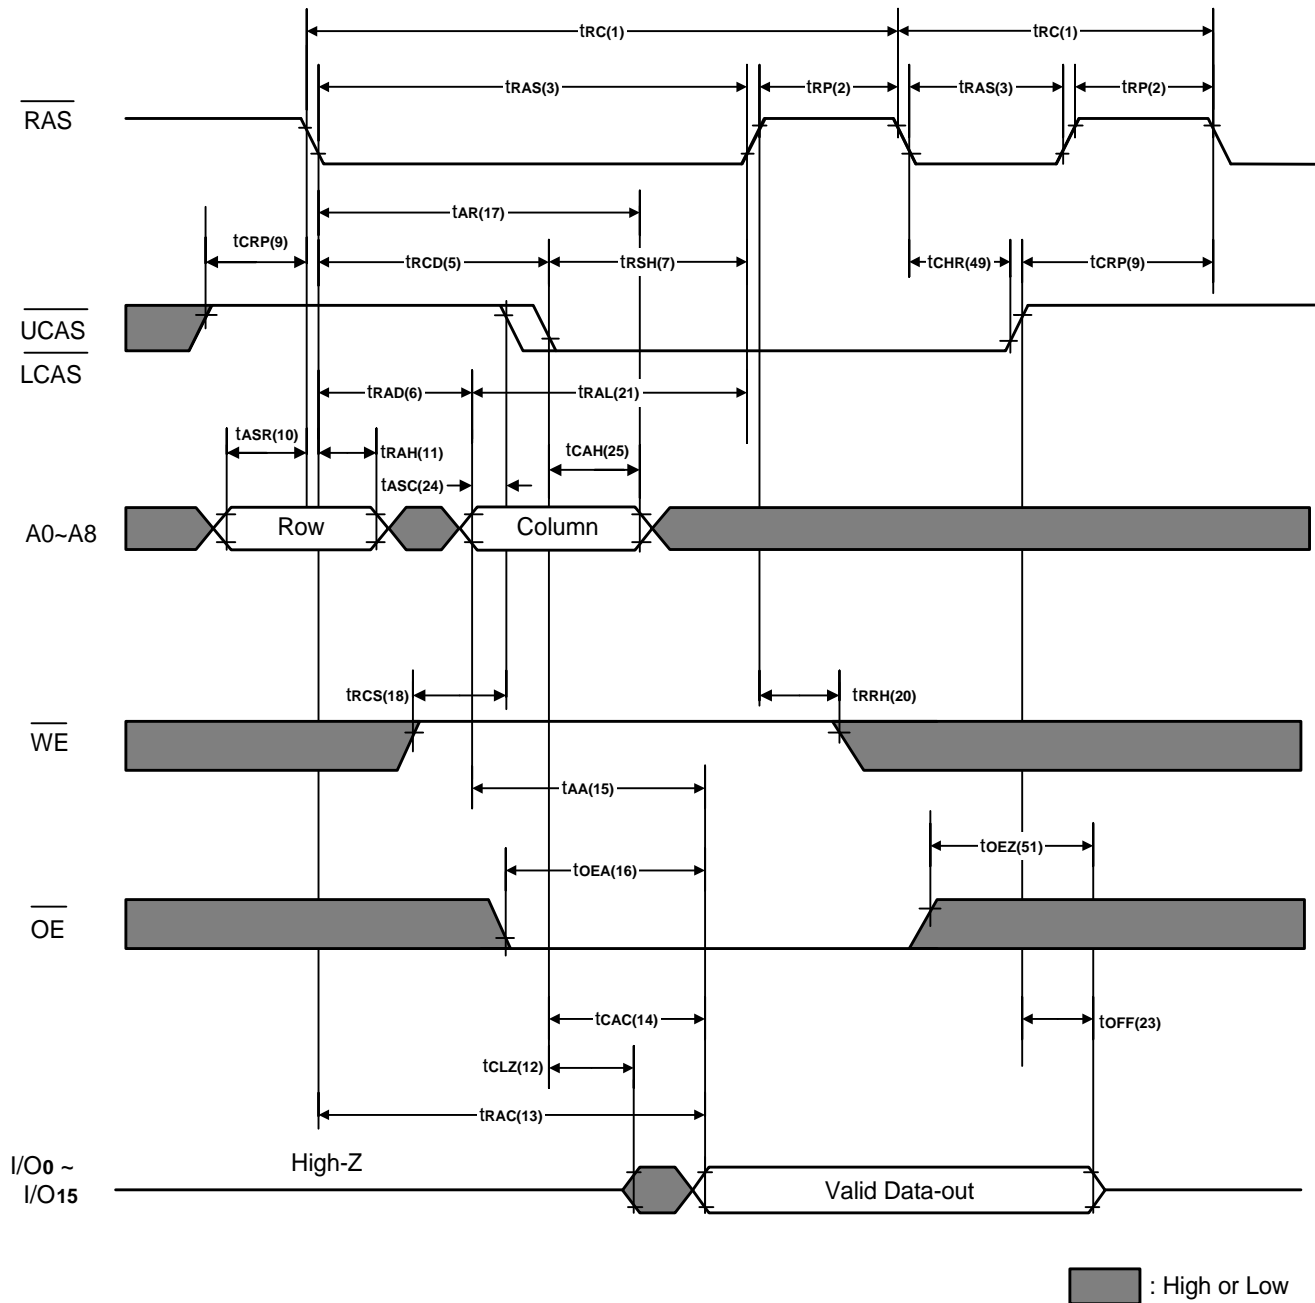 tRC(1) tRC(1)
tRAS(3) tRP(2) tRAS(3) tRP(2)
RAS
tAR(17)
tCRP(9) tRCD(5) tRSH(7) tCHR(49) tCRP(9)
UCAS
LCAS
tRAD(6) tRAL(21)
tASR(10) tRAH(11) tCAH(25)
tASC(24)
A0~A8 Row Column
tRCS(18) tRRH(20)
WE
tAA(15)
tOEZ(51)
tOEA(16)
OE
tCAC(14) tOFF(23)
tCLZ(12)
tRAC(13)
I/O0 ~ High-Z
I/O15 Valid Data-out
: High or Low